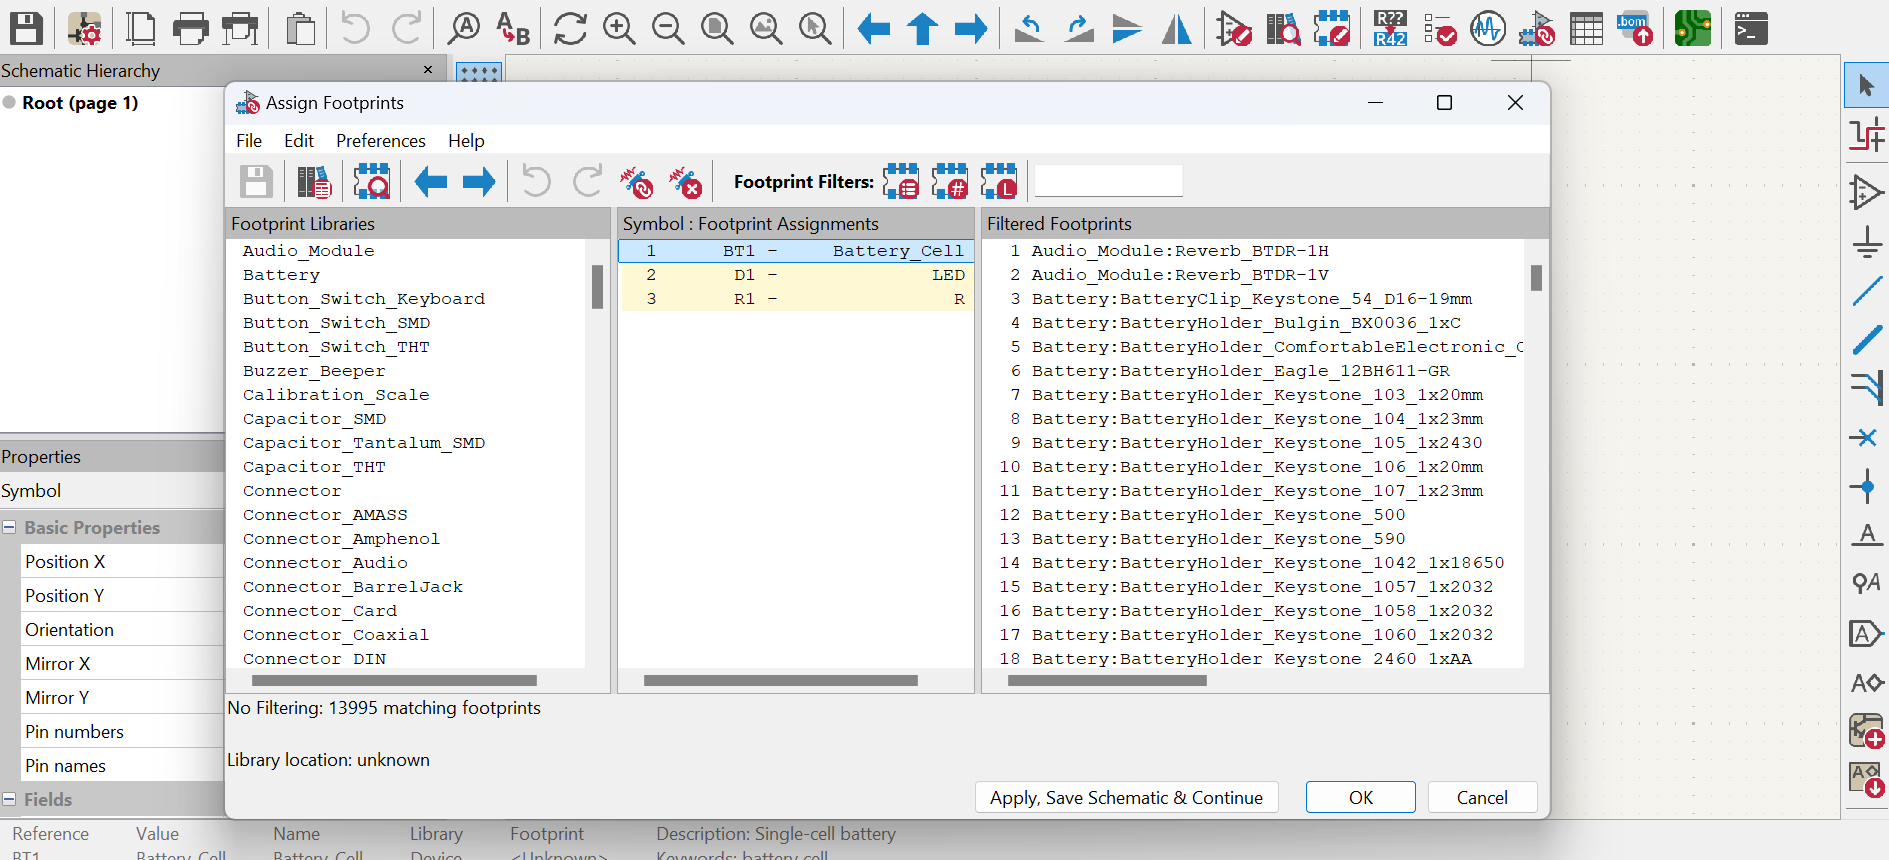 A
A
B
R??
R42
.bom
Schematic Hierarchy
Root (page 1)
Assign Footprints
File Edit Preferences Help
Footprint Filters:
#
L
Footprint Libraries
Audio_Module
Battery
Button_Switch_Keyboard
Button_Switch_SMD
Button_Switch_THT
Buzzer_Beeper
Calibration_Scale
Capacitor_SMD
Capacitor_Tantalum_SMD
Capacitor_THT
Connector
Connector_AMASS
Connector_Amphenol
Connector_Audio
Connector_BarrelJack
Connector_Card
Connector_Coaxial
Connector_DIN
Symbol : Footprint Assignments
1 BT1 - Battery_Cell
2 D1 - LED
3 R1 - R
Filtered Footprints
1 Audio_Module:Reverb_BTDR-1H
2 Audio_Module:Reverb_BTDR-1V
3 Battery:BatteryClip_Keystone_54_D16-19mm
4 Battery:BatteryHolder_Bulgin_BX0036_1xC
5 Battery:BatteryHolder_ComfortableElectronic_C
6 Battery:BatteryHolder_Eagle_12BH611-GR
7 Battery:BatteryHolder_Keystone_103_1x20mm
8 Battery:BatteryHolder_Keystone_104_1x23mm
9 Battery:BatteryHolder_Keystone_105_1x2430
10 Battery:BatteryHolder_Keystone_106_1x20mm
11 Battery:BatteryHolder_Keystone_107_1x23mm
12 Battery:BatteryHolder_Keystone_500
13 Battery:BatteryHolder_Keystone_590
14 Battery:BatteryHolder_Keystone_1042_1x18650
15 Battery:BatteryHolder_Keystone_1057_1x2032
16 Battery:BatteryHolder_Keystone_1058_1x2032
17 Battery:BatteryHolder_Keystone_1060_1x2032
18 Battery:BatteryHolder_Keystone_2460_1xAA
No Filtering: 13995 matching footprints
Library location: unknown
Apply, Save Schematic & Continue
OK
Cancel
Properties
Symbol
Basic Properties
Position X
Position Y
Orientation
Mirror X
Mirror Y
Pin numbers
Pin names
Fields
Reference Value Name Library Footprint Description: Single-cell battery
BT1 Battery_Cell Battery_Cell Device <Unknown> Keywords: battery cell
A
A
A
A
A